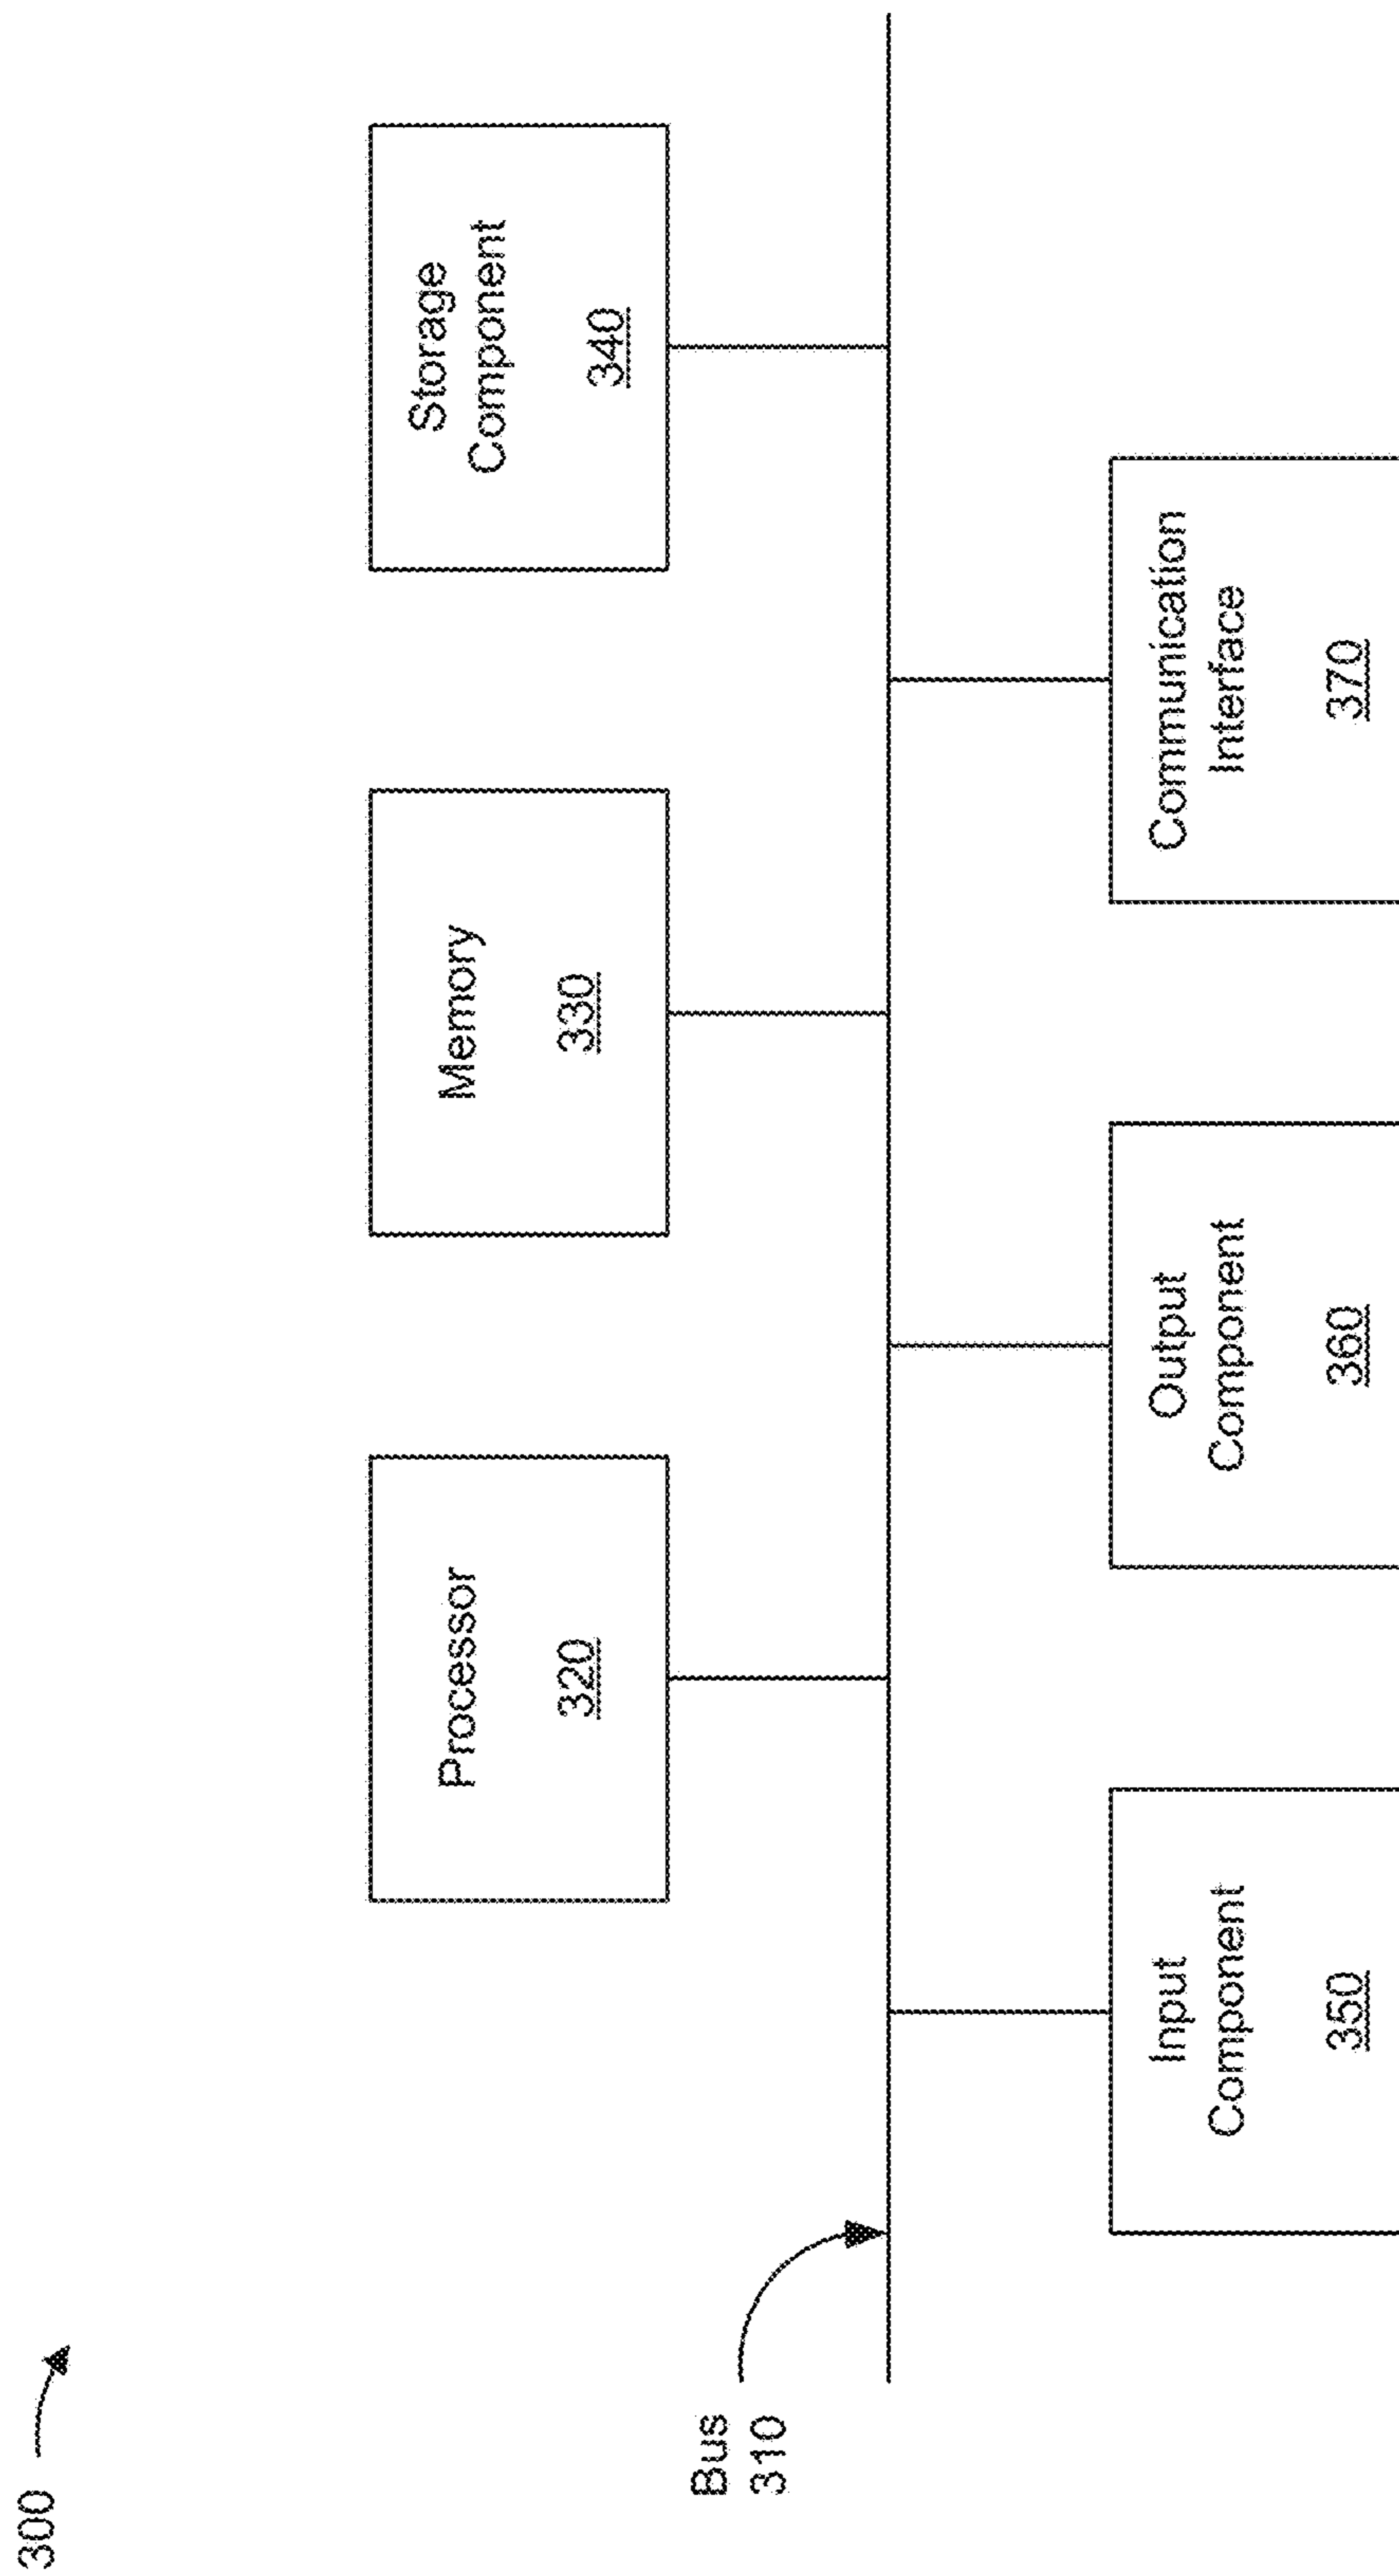 300
Processor
320
Memory
330
Storage
Component
340
Bus
310
Input
Component
350
Output
Component
360
Communication
Interface
370